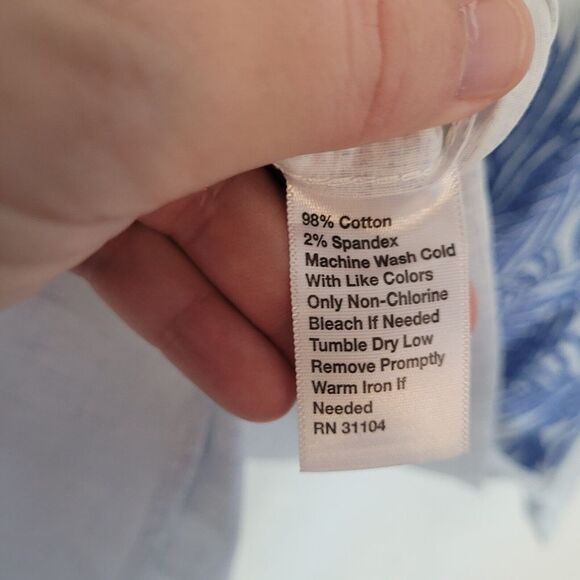 98% Cotton
2% Spandex
Machine Wash Cold
With Like Colors
Only Non-Chlorine
Bleach If Needed
Tumble Dry Low
Remove Promptly
Warm Iron If
Needed
RN 31104